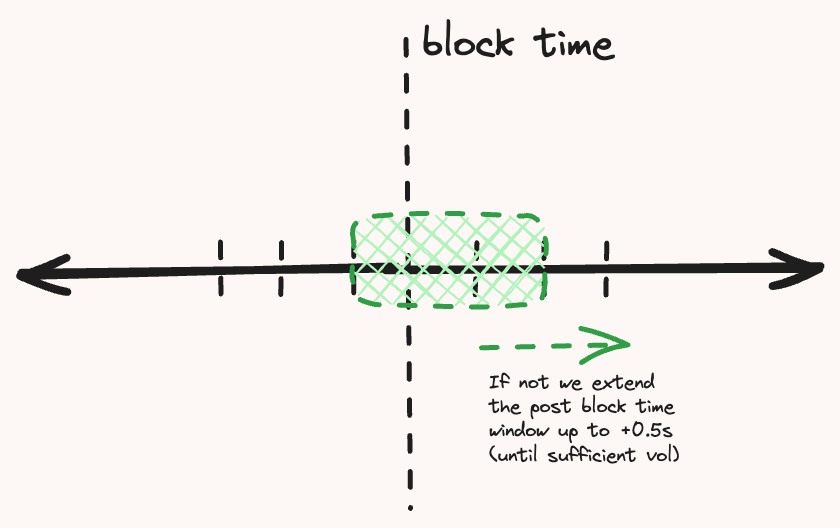 block time
If not we extend
the post block time
window up to +0.5s
(until sufficient vol)